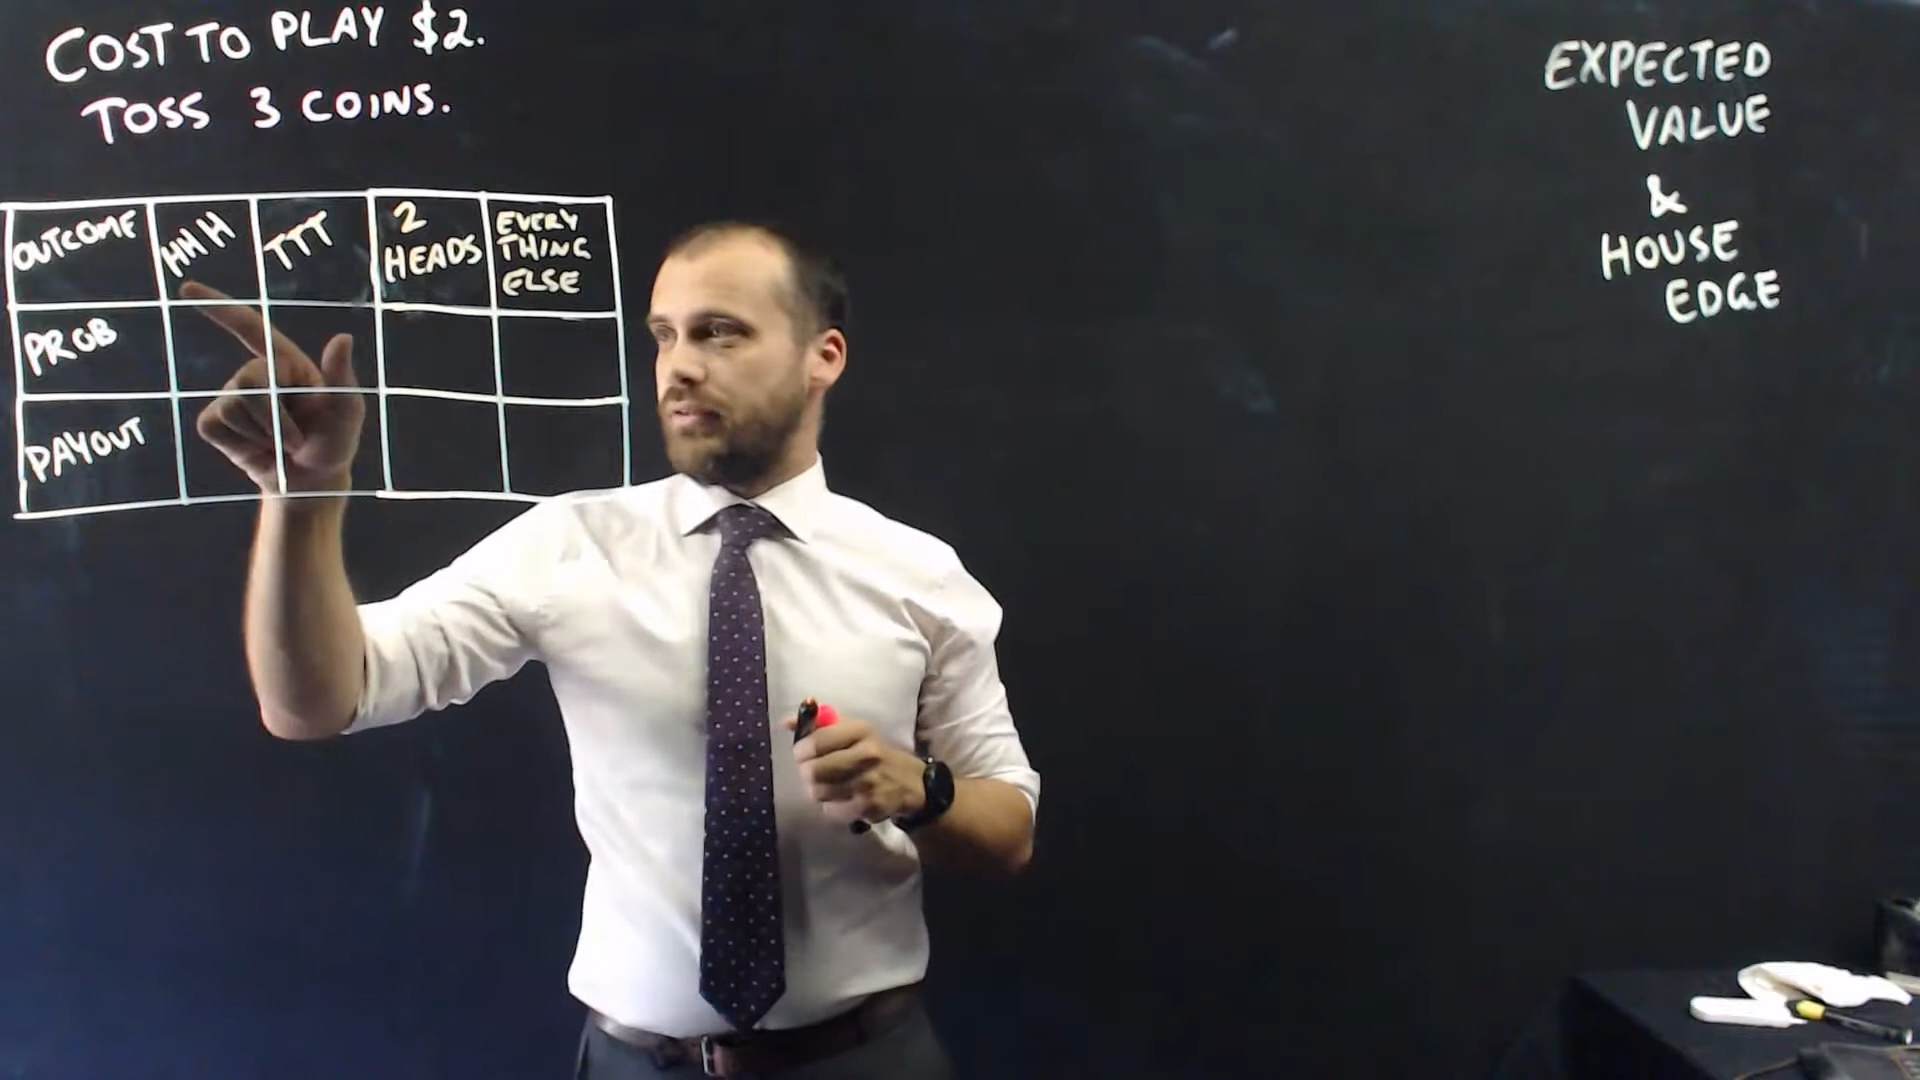 COST TO PLAY $2.
TOSS 3 COINS.
OUTCOME
HHH
TTT
2
HEADS
EVERY
THING
ELSE
PROB
PAYOUT
EXPECTED
VALUE
&
HOUSE
EDGE